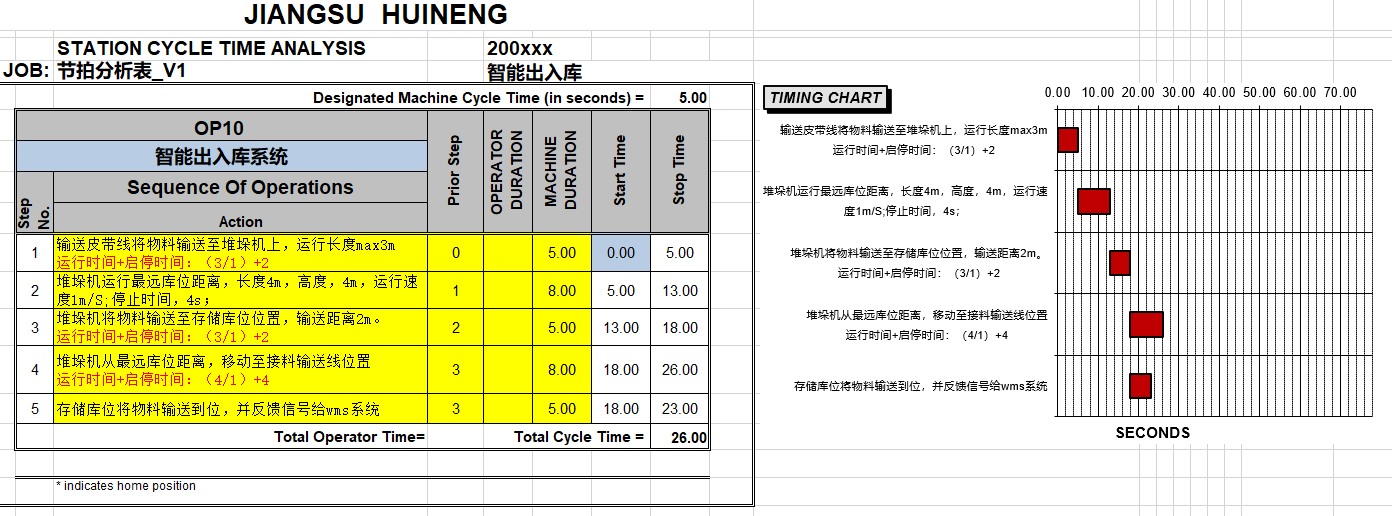 JIANGSU HUINENG
STATION CYCLE TIME ANALYSIS 200xxx
JOB: 节拍分析表_V1 智能出入库
Designated Machine Cycle Time (in seconds) = 5.00
OP10
智能出入库系统
Step No.
Sequence Of Operations
Action
Prior Step
OPERATOR DURATION
MACHINE DURATION
Start Time
Stop Time
1 输送皮带线将物料输送至堆垛机上，运行长度max3m 0 5.00 0.00 5.00
运行时间+启停时间：（3/1）+2
2 堆垛机运行最远库位距离，长度4m，高度，4m，运行速 1 8.00 5.00 13.00
度1m/S;停止时间，4s；
3 堆垛机将物料输送至存储库位位置，输送距离2m。 2 5.00 13.00 18.00
运行时间+启停时间：（3/1）+2
4 堆垛机从最远库位距离，移动至接料输送线位置 3 8.00 18.00 26.00
运行时间+启停时间：（4/1）+4
5 存储库位将物料输送到位，并反馈信号给wms系统 3 5.00 18.00 23.00
Total Operator Time= Total Cycle Time = 26.00
* indicates home position
TIMING CHART
0.00 10.00 20.00 30.00 40.00 50.00 60.00 70.00
输送皮带线将物料输送至堆垛机上，运行长度max3m
运行时间+启停时间：（3/1）+2
堆垛机运行最远库位距离，长度4m，高度，4m，运行速
度1m/S;停止时间，4s；
堆垛机将物料输送至存储库位位置，输送距离2m。
运行时间+启停时间：（3/1）+2
堆垛机从最远库位距离，移动至接料输送线位置
运行时间+启停时间：（4/1）+4
存储库位将物料输送到位，并反馈信号给wms系统
SECONDS